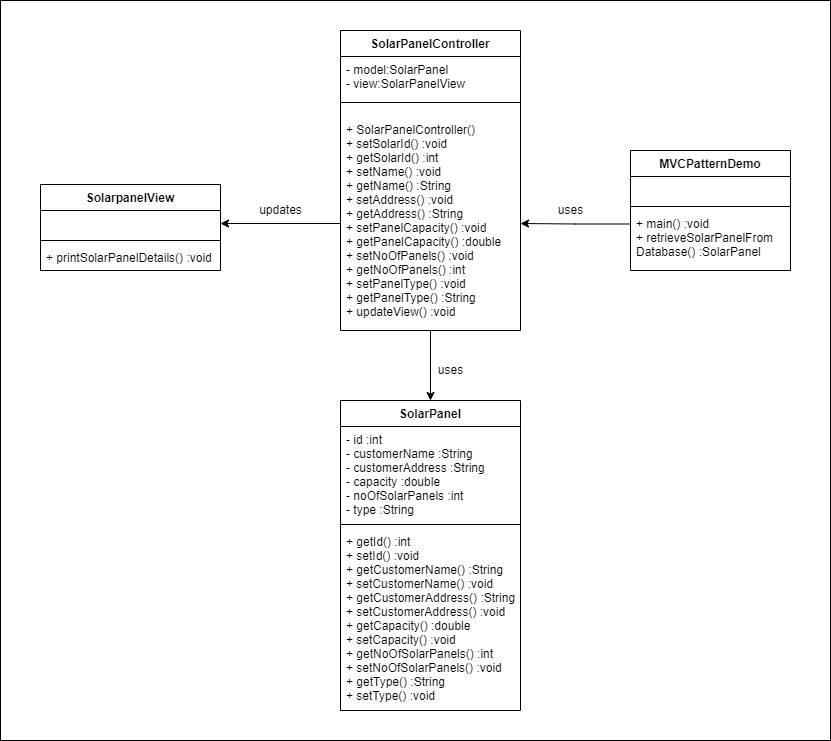 SolarPanelController
- model:SolarPanel
- view:SolarPanelView
+ SolarPanelController()
+ setSolarId() :void
+ getSolarId() :int
+ setName() :void
+ getName() :String
+ setAddress() :void
+ getAddress() :String
+ setPanelCapacity() :void
+ getPanelCapacity() :double
+ setNoOfPanels() :void
+ getNoOfPanels() :int
+ setPanelType() :void
+ getPanelType() :String
+ updateView() :void
MVCPatternDemo
+ main() :void
+ retrieveSolarPanelFrom
Database() :SolarPanel
uses
SolarpanelView
+ printSolarPanelDetails() :void
updates
uses
SolarPanel
- id :int
- customerName :String
- customerAddress :String
- capacity :double
- noOfSolarPanels :int
- type :String
+ getId() :int
+ setId() :void
+ getCustomerName() :String
+ setCustomerName() :void
+ getCustomerAddress() :String
+ setCustomerAddress() :void
+ getCapacity() :double
+ setCapacity() :void
+ getNoOfSolarPanels() :int
+ setNoOfSolarPanels() :void
+ getType() :String
+ setType() :void